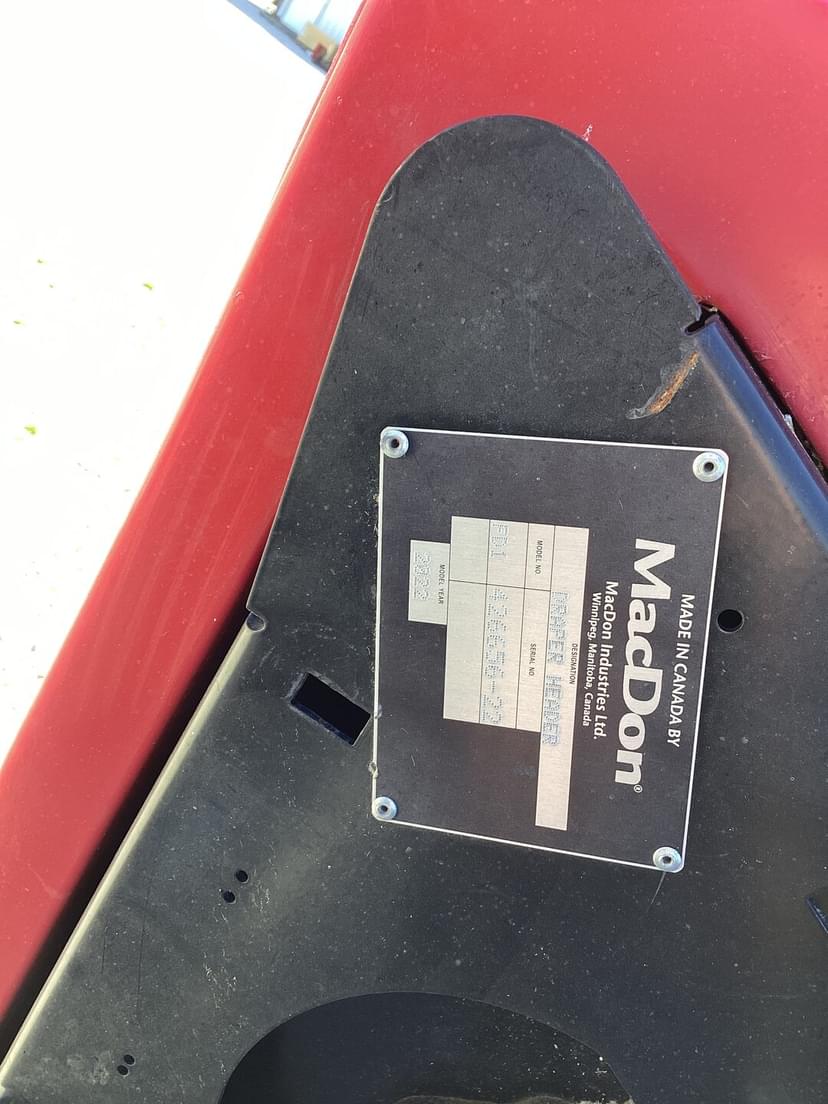 MADE IN CANADA BY
MacDon®
MacDon Industries Ltd.
Winnipeg, Manitoba, Canada
DESIGNATION
DRAPER HEADER
MODEL NO.
SERIAL NO.
FD1
MODEL YEAR